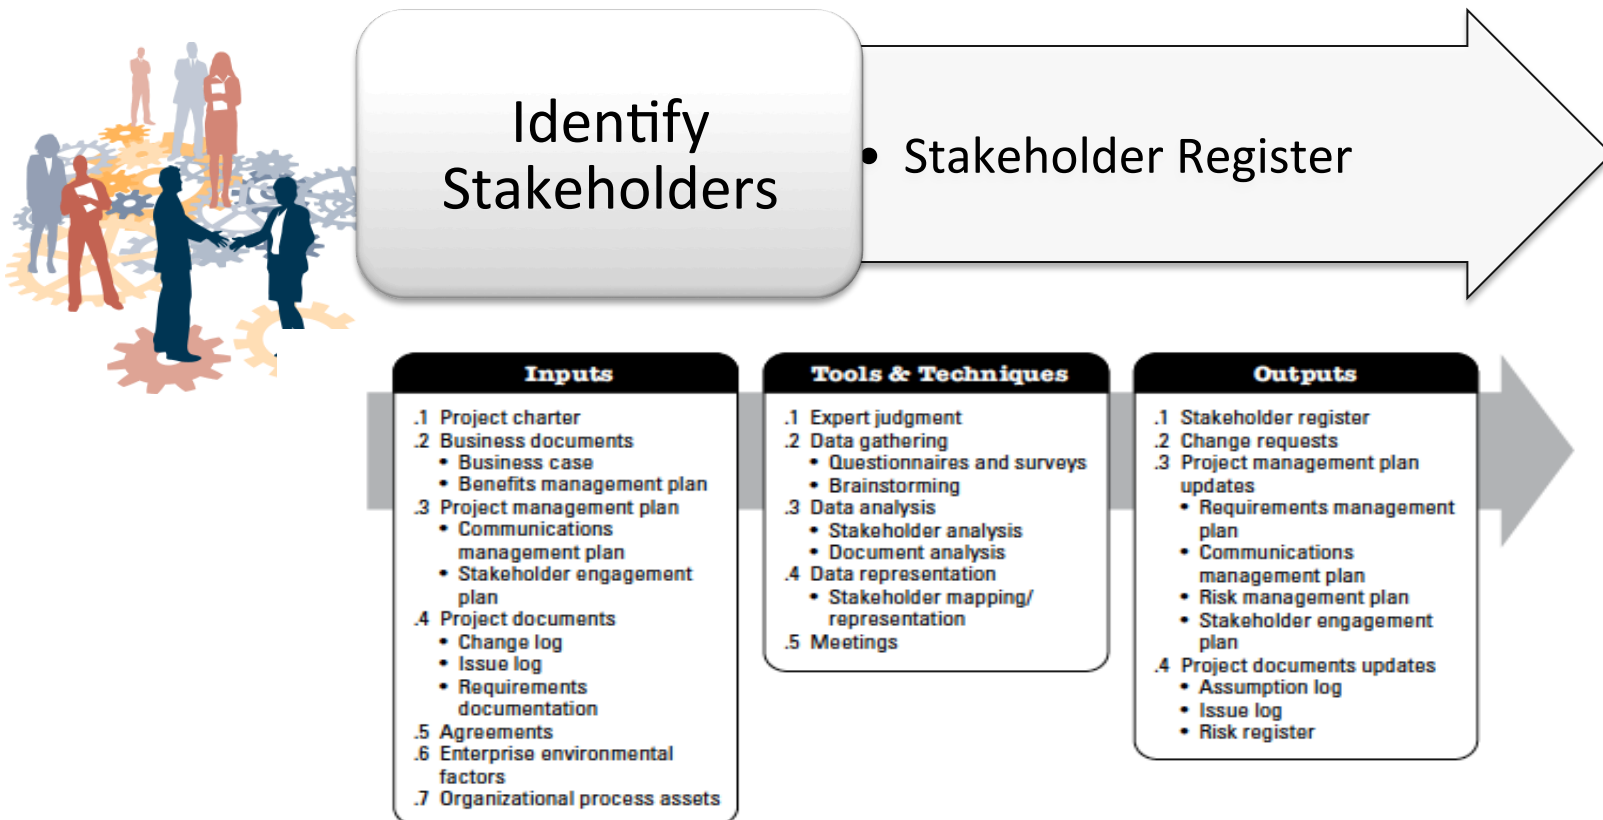 Identify
Stakeholders
• Stakeholder Register
Inputs
.1 Project charter
.2 Business documents
• Business case
• Benefits management plan
.3 Project management plan
• Communications
management plan
• Stakeholder engagement
plan
.4 Project documents
• Change log
• Issue log
• Requirements
documentation
.5 Agreements
.6 Enterprise environmental
factors
.7 Organizational process assets
Tools & Techniques
.1 Expert judgment
.2 Data gathering
• Questionnaires and surveys
• Brainstorming
.3 Data analysis
• Stakeholder analysis
• Document analysis
.4 Data representation
• Stakeholder mapping/
representation
.5 Meetings
Outputs
.1 Stakeholder register
.2 Change requests
.3 Project management plan
updates
• Requirements management
plan
• Communications
management plan
• Risk management plan
• Stakeholder engagement
plan
.4 Project documents updates
• Assumption log
• Issue log
• Risk register